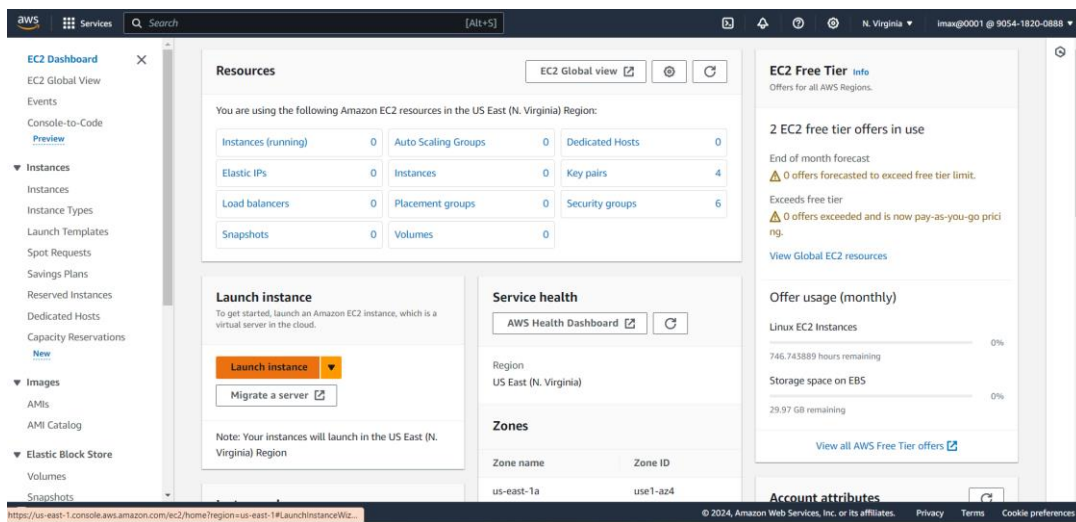 aws
Services
Search
[Alt+S]
N. Virginia
imax@0001 @ 9054-1820-0888
EC2 Dashboard
EC2 Global View
Events
Console-to-Code
Preview
Instances
Instances
Instance Types
Launch Templates
Spot Requests
Savings Plans
Reserved Instances
Dedicated Hosts
Capacity Reservations
New
Images
AMIs
AMI Catalog
Elastic Block Store
Volumes
Snapshots
Resources
EC2 Global view
You are using the following Amazon EC2 resources in the US East (N. Virginia) Region:
Instances (running) 0 Auto Scaling Groups 0 Dedicated Hosts 0
Elastic IPs 0 Instances 0 Key pairs 4
Load balancers 0 Placement groups 0 Security groups 6
Snapshots 0 Volumes 0
Launch instance
To get started, launch an Amazon EC2 instance, which is a
virtual server in the cloud.
Launch instance
Migrate a server
Note: Your instances will launch in the US East (N.
Virginia) Region
Service health
AWS Health Dashboard
Region
US East (N. Virginia)
Zones
Zone name Zone ID
us-east-1a use1-az4
EC2 Free Tier Info
Offers for all AWS Regions.
2 EC2 free tier offers in use
End of month forecast
0 offers forecasted to exceed free tier limit.
Exceeds free tier
0 offers exceeded and is now pay-as-you-go prici
ng.
View Global EC2 resources
Offer usage (monthly)
Linux EC2 Instances
0%
746.743889 hours remaining
Storage space on EBS
0%
29.97 GB remaining
View all AWS Free Tier offers
Account attributes
https://us-east-1.console.aws.amazon.com/ec2/home?region=us-east-1#LaunchInstanceWiz...
© 2024, Amazon Web Services, Inc. or its affiliates. Privacy Terms Cookie preferences